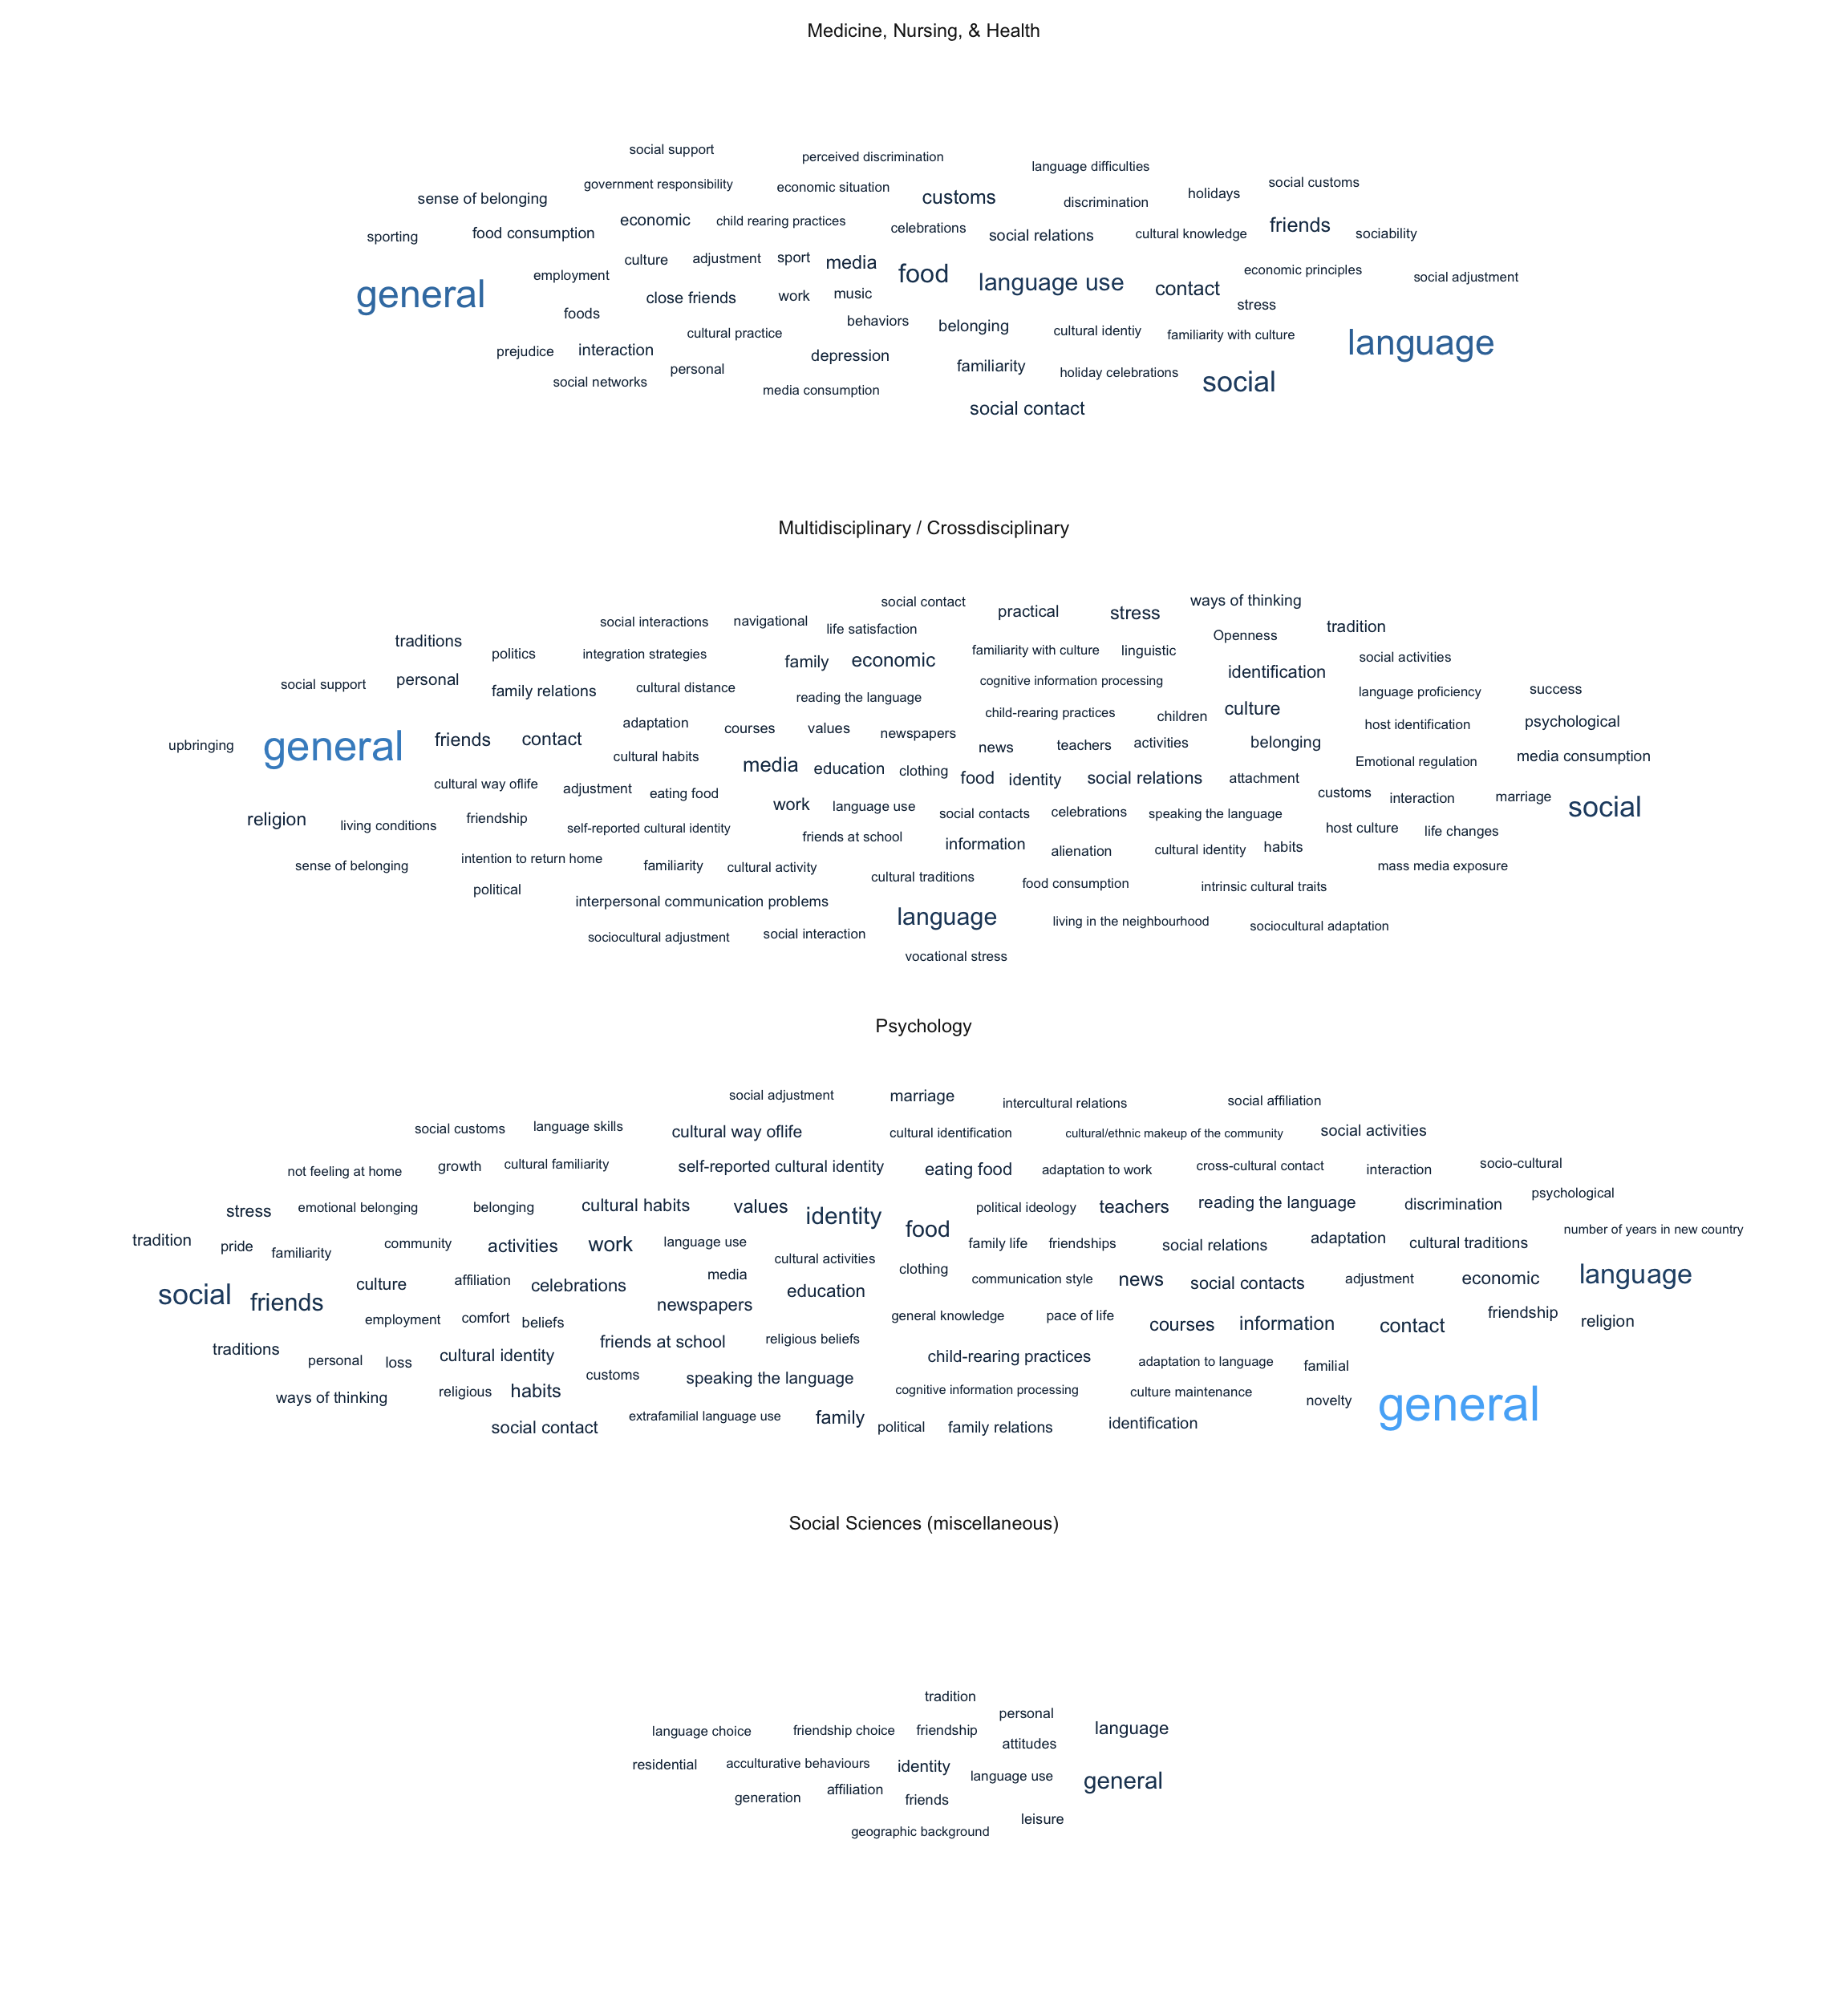 Medicine, Nursing, & Health
social support
perceived discrimination
language difficulties
government responsibility
economic situation
social customs
sense of belonging
customs
discrimination
holidays
economic
child rearing practices
friends
sporting
food consumption
celebrations
social relations
cultural knowledge
sociability
culture
adjustment
sport
media
food
language use
contact
economic principles
social adjustment
general
employment
close friends
work
music
stress
foods
behaviors
belonging
cultural identiy
familiarity with culture
language
cultural practice
prejudice
interaction
personal
depression
familiarity
holiday celebrations
social
social networks
media consumption
social contact
Multidisciplinary / Crossdisciplinary
social contact
practical
stress
ways of thinking
social interactions
navigational
life satisfaction
Openness
tradition
traditions
politics
integration strategies
family
economic
familiarity with culture
linguistic
identification
social activities
social support
personal
family relations
cultural distance
reading the language
cognitive information processing
language proficiency
success
adaptation
courses
values
newspapers
child-rearing practices
children
culture
host identification
psychological
upbringing
general
friends
contact
cultural habits
news
teachers
activities
belonging
Emotional regulation
media consumption
media
education
clothing
food
identity
social relations
attachment
cultural way oflife
adjustment
eating food
work
language use
social contacts
celebrations
speaking the language
customs
interaction
marriage
social
religion
living conditions
friendship
self-reported cultural identity
friends at school
information
alienation
cultural identity
habits
host culture
life changes
sense of belonging
intention to return home
familiarity
cultural activity
cultural traditions
food consumption
intrinsic cultural traits
mass media exposure
political
interpersonal communication problems
language
living in the neighbourhood
sociocultural adaptation
sociocultural adjustment
social interaction
vocational stress
Psychology
social adjustment
marriage
intercultural relations
social affiliation
social customs
language skills
cultural way oflife
cultural identification
cultural/ethnic makeup of the community
social activities
not feeling at home
growth
cultural familiarity
self-reported cultural identity
eating food
adaptation to work
cross-cultural contact
interaction
socio-cultural
stress
emotional belonging
belonging
cultural habits
values
identity
food
political ideology
teachers
reading the language
discrimination
psychological
tradition
pride
familiarity
community
activities
work
language use
cultural activities
family life
friendships
social relations
adaptation
cultural traditions
number of years in new country
social
friends
culture
affiliation
celebrations
media
education
clothing
communication style
news
social contacts
adjustment
economic
language
employment
comfort
beliefs
newspapers
general knowledge
pace of life
courses
information
contact
friendship
religion
traditions
personal
loss
cultural identity
friends at school
religious beliefs
child-rearing practices
adaptation to language
familial
ways of thinking
religious
habits
customs
speaking the language
cognitive information processing
culture maintenance
novelty
general
social contact
extrafamilial language use
family
political
family relations
identification
Social Sciences (miscellaneous)
tradition
personal
language choice
friendship choice
friendship
language
attitudes
residential
acculturative behaviours
identity
language use
general
generation
affiliation
friends
leisure
geographic background